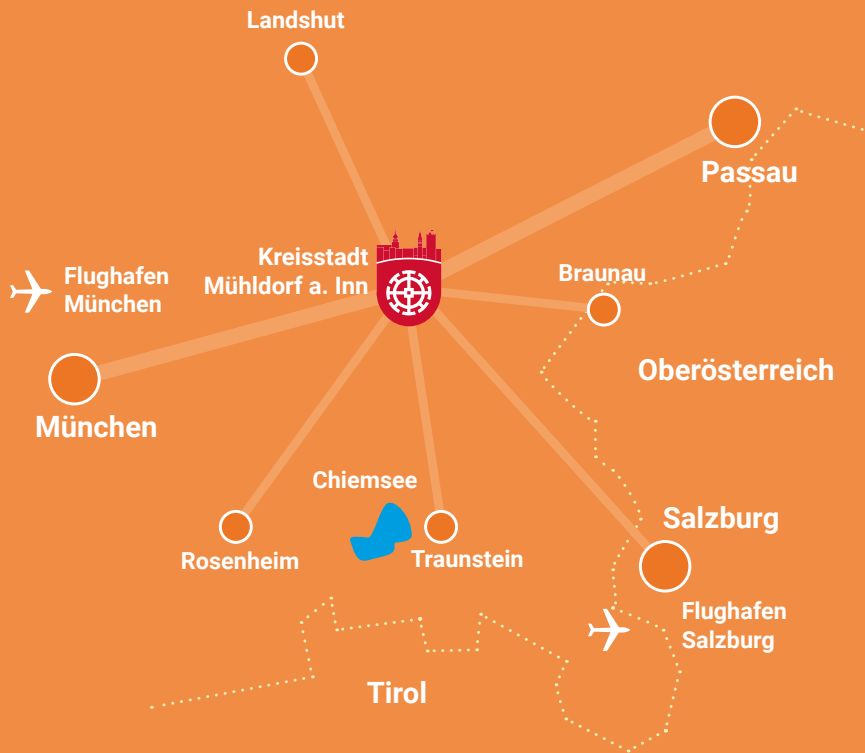 Landshut
Passau
Kreisstadt
Mühldorf a. Inn
Flughafen
München
Braunau
Oberösterreich
München
Chiemsee
Salzburg
Rosenheim
Traunstein
Flughafen
Salzburg
Tirol